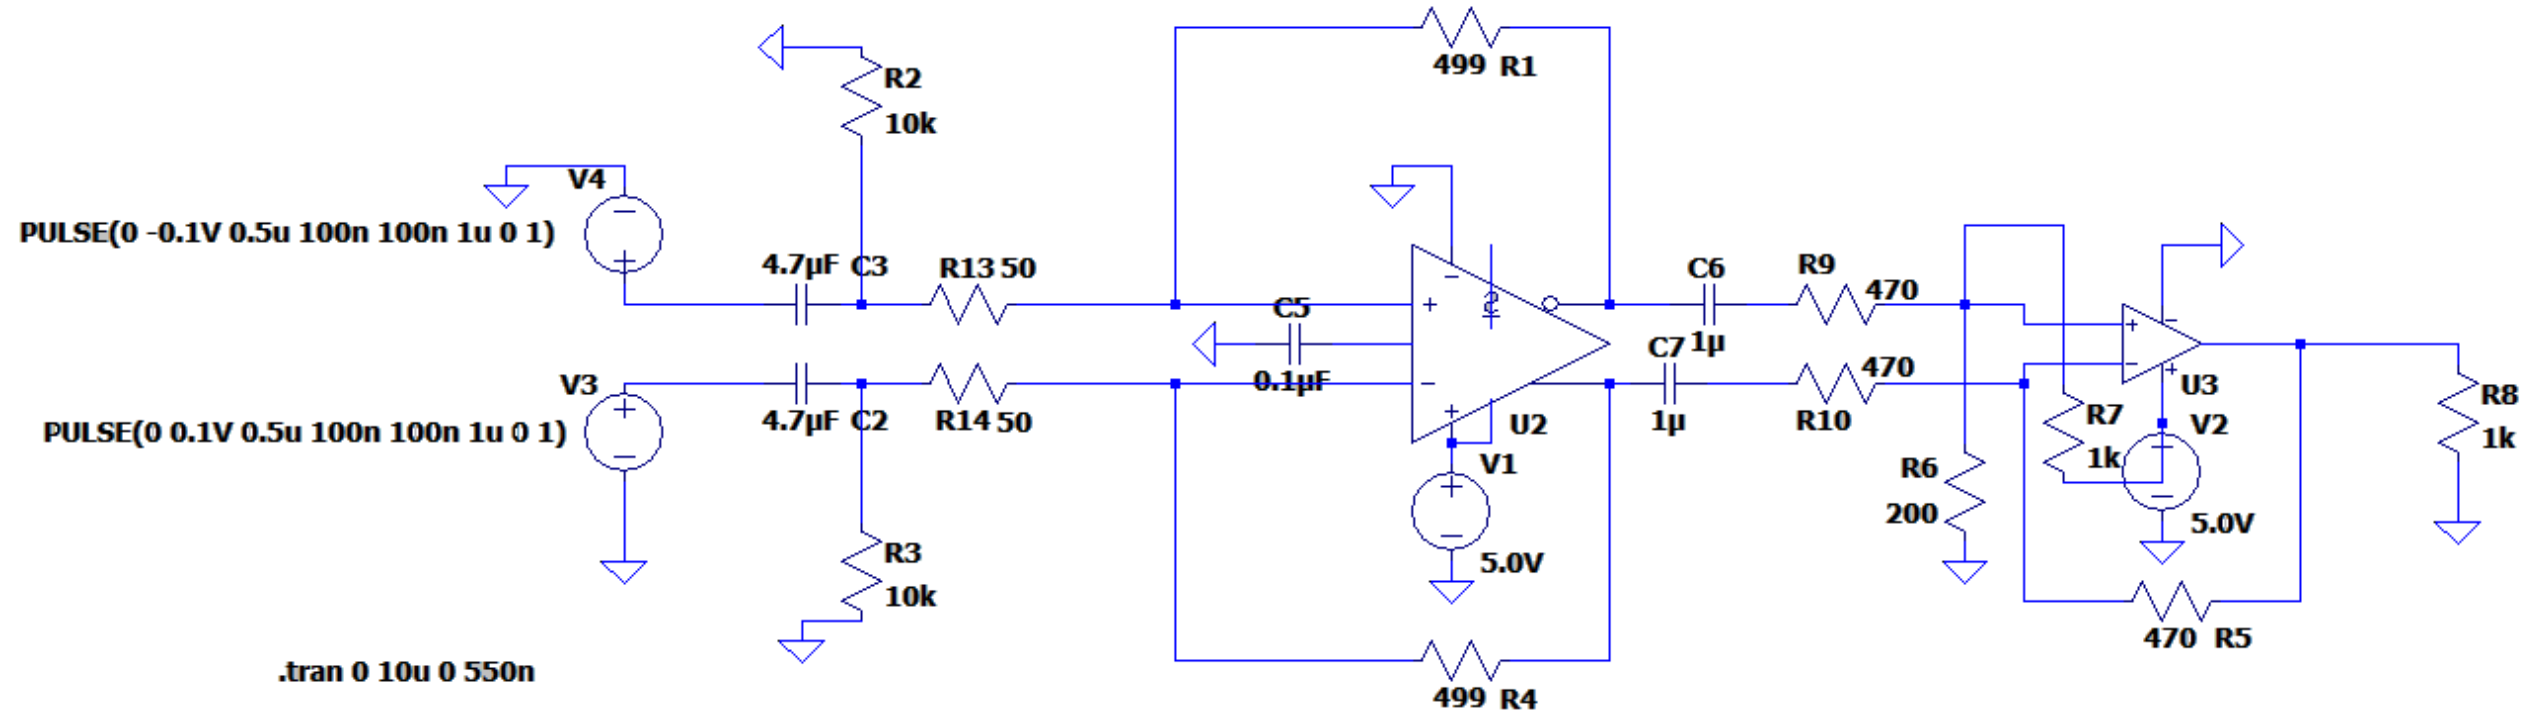 499 R1
R2
10k
V4
PULSE(0 -0.1V 0.5u 100n 100n 1u 0 1)
4.7µF C3
R13 50
C5
0.1µF
C6
1µ
R9
470
C7
1µ
470
R10
V3
PULSE(0 0.1V 0.5u 100n 100n 1u 0 1)
4.7µF C2
R14 50
U2
V1
5.0V
U3
V2
5.0V
R7
1k
R6
200
R8
1k
R3
10k
470 R5
.tran 0 10u 0 550n
499 R4